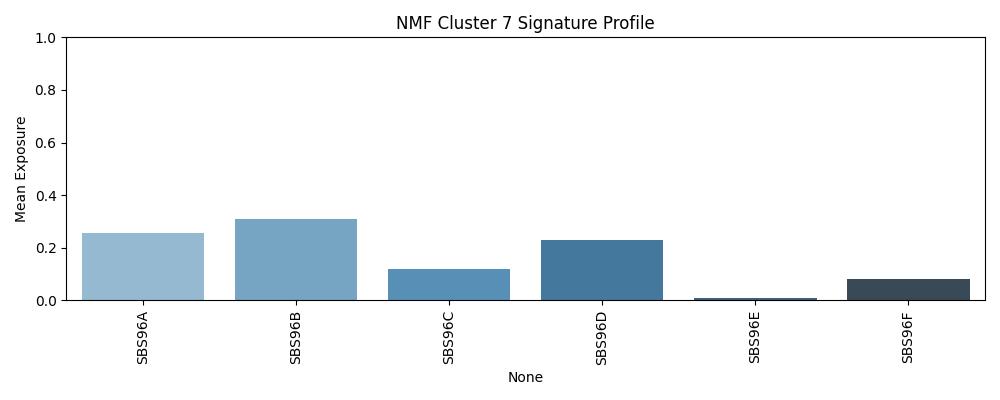 NMF Cluster 7 Signature Profile
1.0
0.8
0.6
0.4
0.2
0.0
Mean Exposure
SBS96A
SBS96B
SBS96C
SBS96D
SBS96E
SBS96F
None